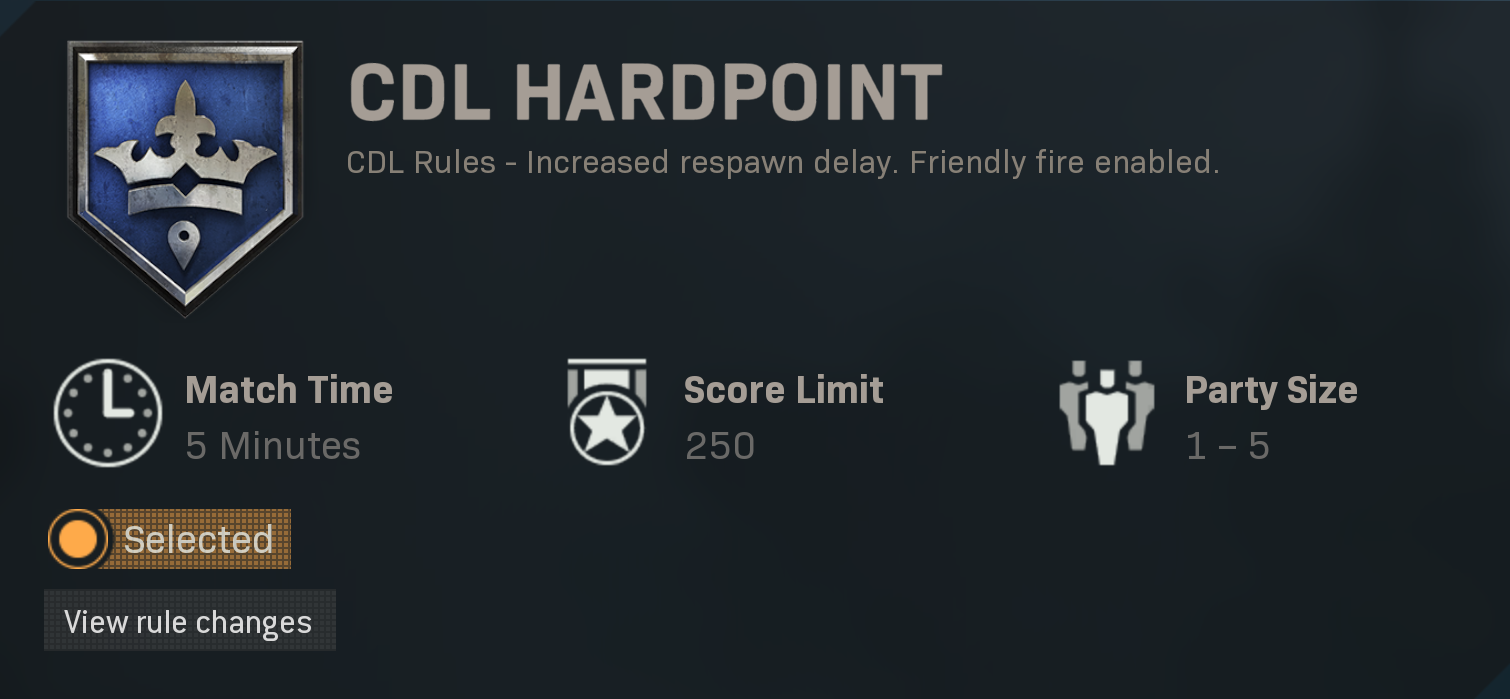 CDL HARDPOINT
CDL Rules - Increased respawn delay. Friendly fire enabled.
Match Time
5 Minutes
Score Limit
250
Party Size
1 – 5
Selected
View rule changes